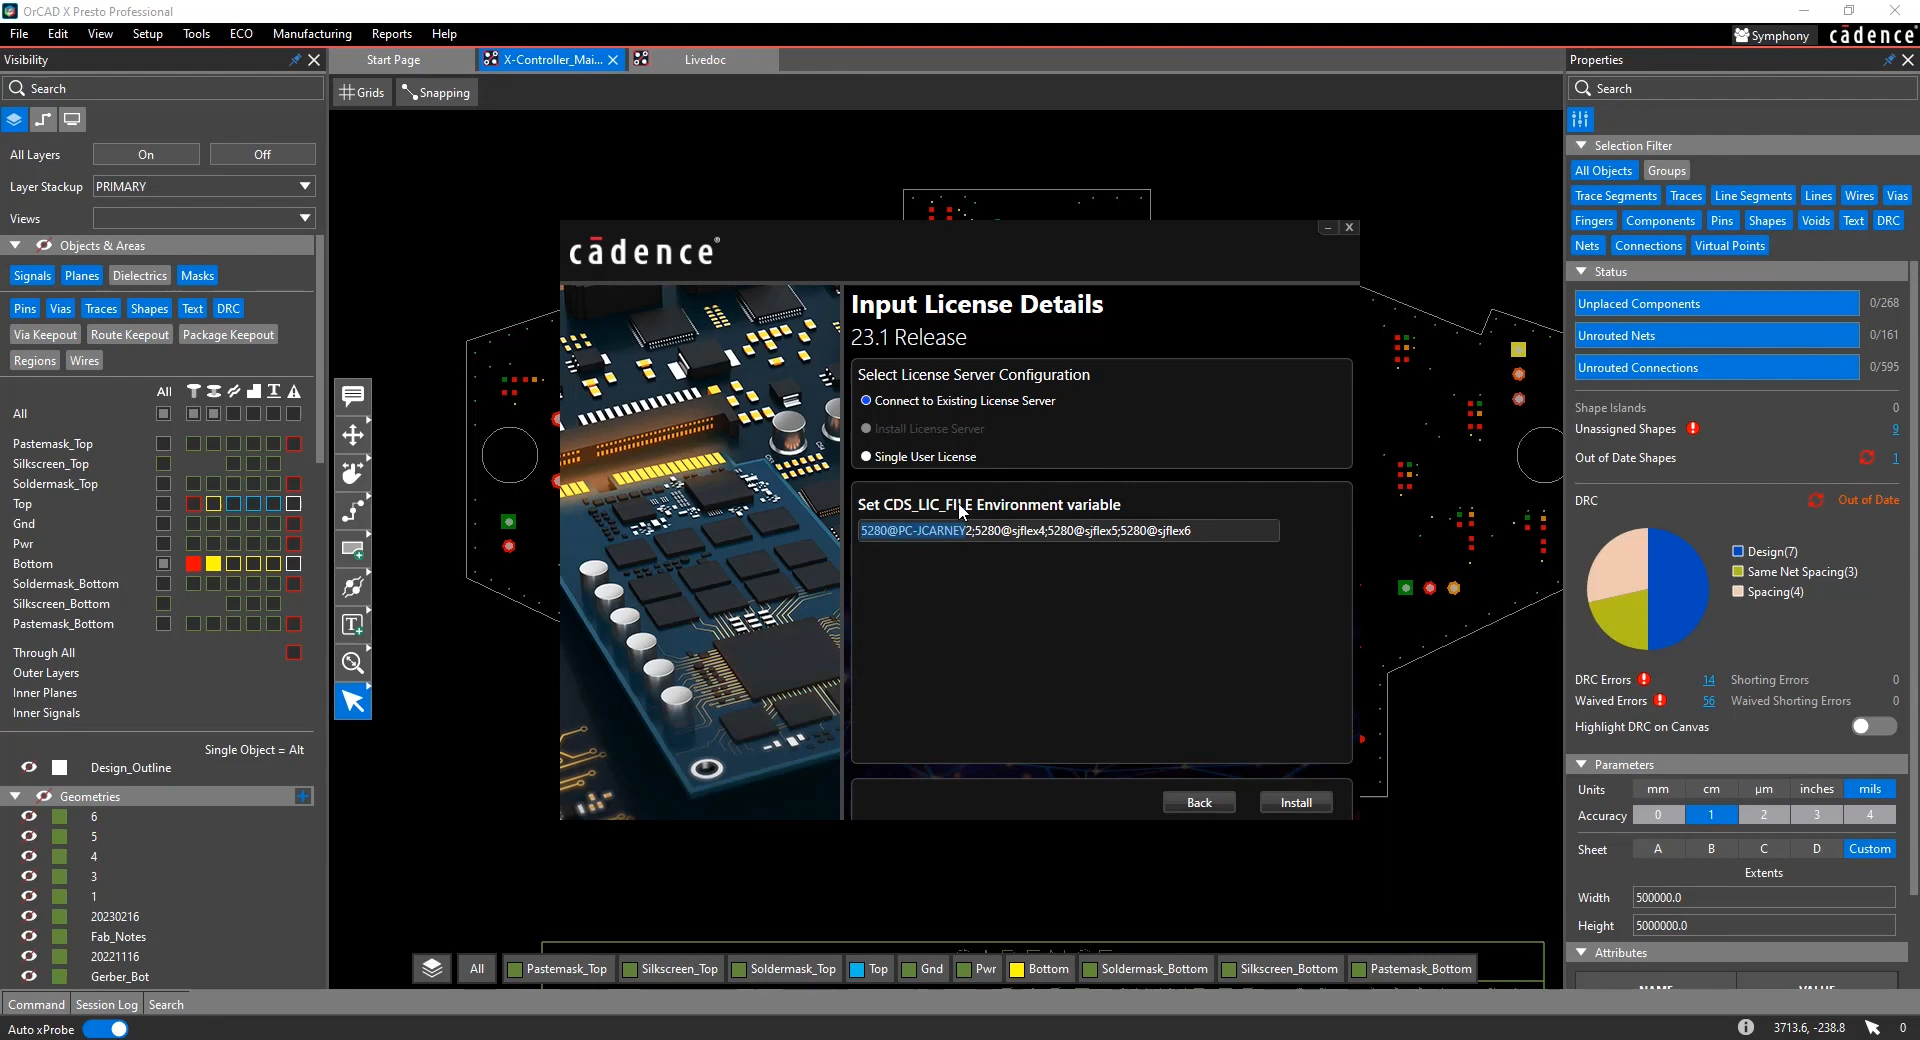 OrCAD X Presto Professional
File Edit View Setup Tools ECO Manufacturing Reports Help
Symphony
cādence®
Visibility
Search
All Layers On Off
Layer Stackup PRIMARY
Views
Objects & Areas
Signals Planes Dielectrics Masks
Pins Vias Traces Shapes Text DRC
Via Keepout Route Keepout Package Keepout
Regions Wires
All
All
Pastemask_Top
Silkscreen_Top
Soldermask_Top
Top
Gnd
Pwr
Bottom
Soldermask_Bottom
Silkscreen_Bottom
Pastemask_Bottom
Through All
Outer Layers
Inner Planes
Inner Signals
Single Object = Alt
Design_Outline
Geometries
6
5
4
3
1
20230216
Fab_Notes
20221116
Gerber_Bot
Command Session Log Search
Auto xProbe
Start Page X-Controller_Mai... Livedoc
Grids Snapping
cādence®
Input License Details
23.1 Release
Select License Server Configuration
Connect to Existing License Server
Install License Server
Single User License
Set CDS_LIC_FILE Environment variable
5280@PC-JCARNEY2;5280@sjflex4;5280@sjflex5;5280@sjflex6
Back Install
All Pastemask_Top Silkscreen_Top Soldermask_Top Top Gnd Pwr Bottom Soldermask_Bottom Silkscreen_Bottom Pastemask_Bottom
Properties
Search
Selection Filter
All Objects Groups
Trace Segments Traces Line Segments Lines Wires Vias
Fingers Components Pins Shapes Voids Text DRC
Nets Connections Virtual Points
Status
Unplaced Components 0/268
Unrouted Nets 0/161
Unrouted Connections 0/595
Shape Islands 0
Unassigned Shapes 9
Out of Date Shapes 1
DRC Out of Date
Design(7)
Same Net Spacing(3)
Spacing(4)
DRC Errors 14 Shorting Errors 0
Waived Errors 56 Waived Shorting Errors 0
Highlight DRC on Canvas
Parameters
Units mm cm µm inches mils
Accuracy 0 1 2 3 4
Sheet A B C D Custom
Extents
Width 500000.0
Height 5000000.0
Attributes
NAME VALUE
3713.6, -238.8 0